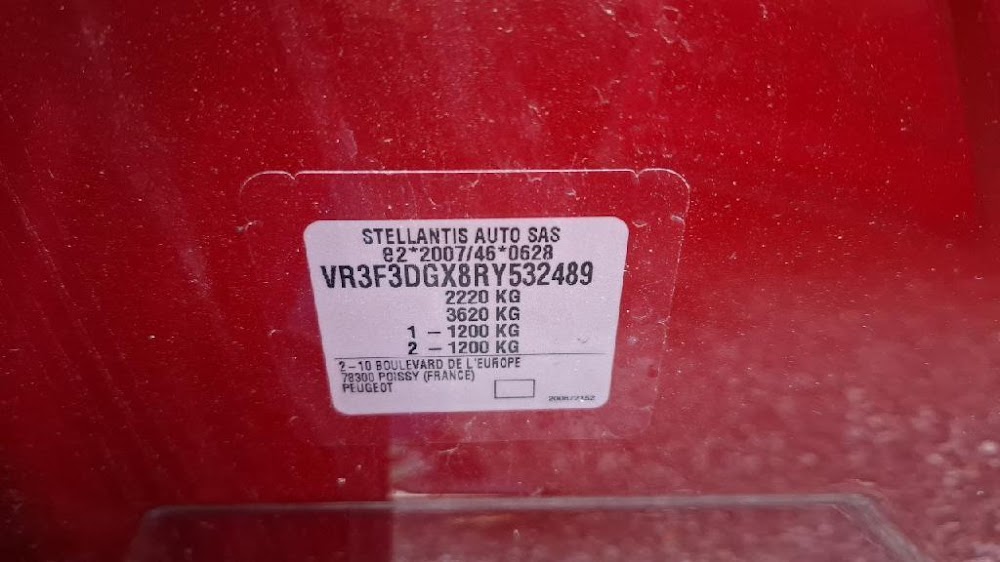 STELLANTIS AUTO SAS
e2*2007/46*0628
VR3F3DGX8RY532489
2220 KG
3620 KG
1 – 1200 KG
2 – 1200 KG
2–10 BOULEVARD DE L'EUROPE
78300 POISSY (FRANCE)
PEUGEOT